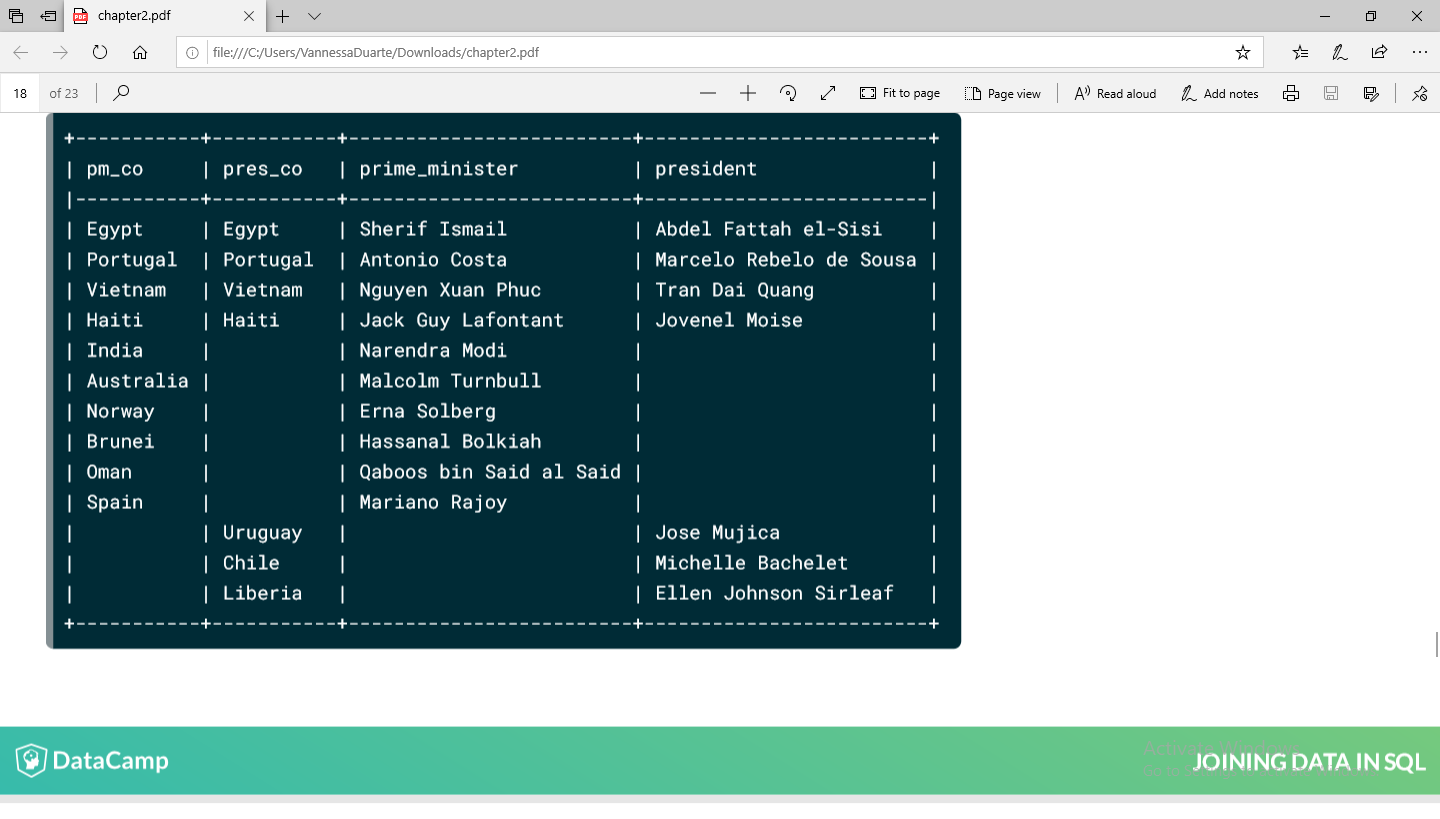 chapter2.pdf
file:///C:/Users/VannessaDuarte/Downloads/chapter2.pdf
18 of 23 Fit to page Page view Read aloud Add notes
+-----------+-----------+-------------------------+-------------------------+
| pm_co | pres_co | prime_minister | president |
|-----------+-----------+-------------------------+-------------------------|
| Egypt | Egypt | Sherif Ismail | Abdel Fattah el-Sisi |
| Portugal | Portugal | Antonio Costa | Marcelo Rebelo de Sousa |
| Vietnam | Vietnam | Nguyen Xuan Phuc | Tran Dai Quang |
| Haiti | Haiti | Jack Guy Lafontant | Jovenel Moise |
| India | | Narendra Modi | |
| Australia | | Malcolm Turnbull | |
| Norway | | Erna Solberg | |
| Brunei | | Hassanal Bolkiah | |
| Oman | | Qaboos bin Said al Said | |
| Spain | | Mariano Rajoy | |
| | Uruguay | | Jose Mujica |
| | Chile | | Michelle Bachelet |
| | Liberia | | Ellen Johnson Sirleaf |
+-----------+-----------+-------------------------+-------------------------+
DataCamp
JOINING DATA IN SQL